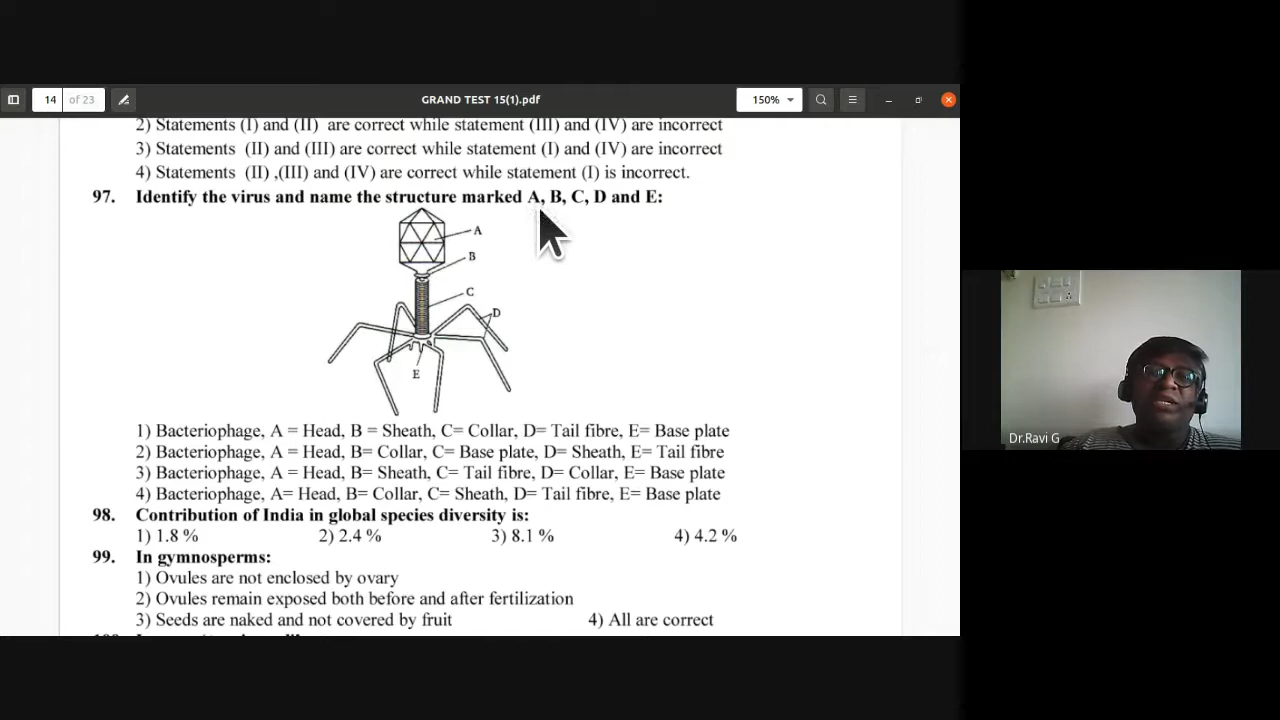 14 of 23
GRAND TEST 15(1).pdf
150%
2) Statements (I) and (II) are correct while statement (III) and (IV) are incorrect
3) Statements (II) and (III) are correct while statement (I) and (IV) are incorrect
4) Statements (II) ,(III) and (IV) are correct while statement (I) is incorrect.
97. Identify the virus and name the structure marked A, B, C, D and E:
A
B
C
D
E
1) Bacteriophage, A = Head, B = Sheath, C= Collar, D= Tail fibre, E= Base plate
2) Bacteriophage, A = Head, B= Collar, C= Base plate, D= Sheath, E= Tail fibre
3) Bacteriophage, A = Head, B= Sheath, C= Tail fibre, D= Collar, E= Base plate
4) Bacteriophage, A= Head, B= Collar, C= Sheath, D= Tail fibre, E= Base plate
98. Contribution of India in global species diversity is:
1) 1.8 % 2) 2.4 % 3) 8.1 % 4) 4.2 %
99. In gymnosperms:
1) Ovules are not enclosed by ovary
2) Ovules remain exposed both before and after fertilization
3) Seeds are naked and not covered by fruit 4) All are correct
Dr.Ravi G